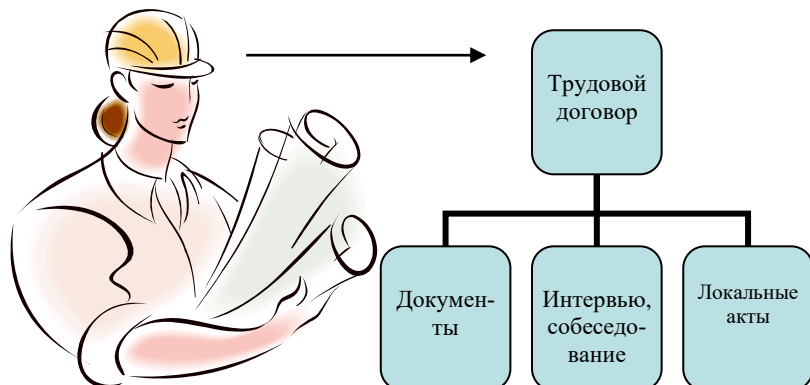 Трудовой
договор
Докумен-
ты
Интервью,
собеседо-
вание
Локальные
акты